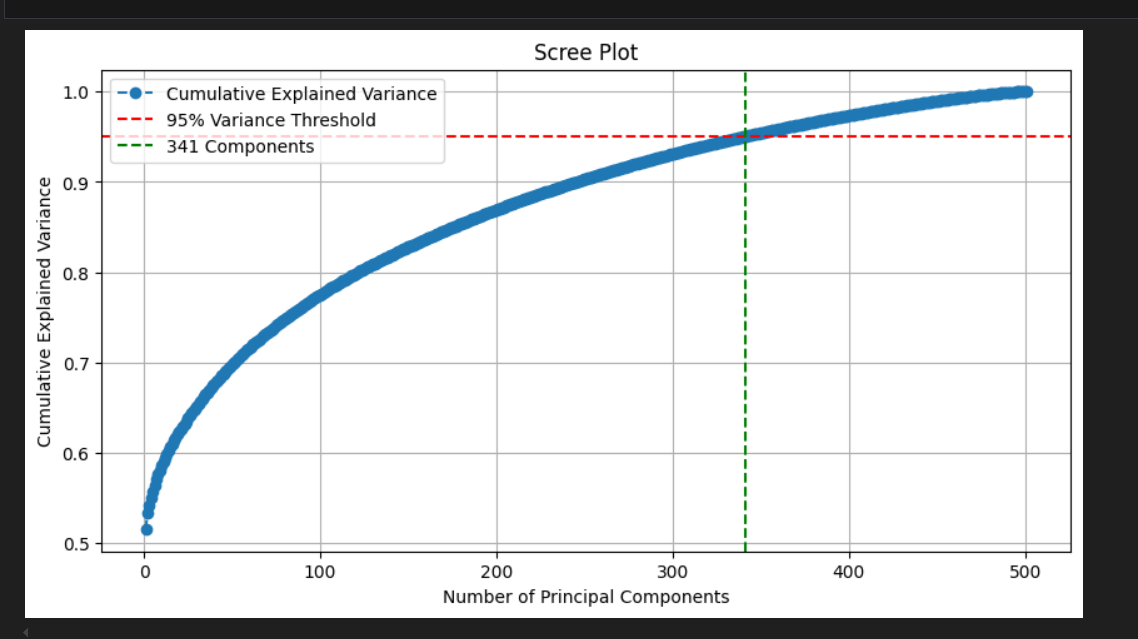 Scree Plot
Cumulative Explained Variance
95% Variance Threshold
341 Components
Cumulative Explained Variance
1.0
0.9
0.8
0.7
0.6
0.5
0 100 200 300 400 500
Number of Principal Components